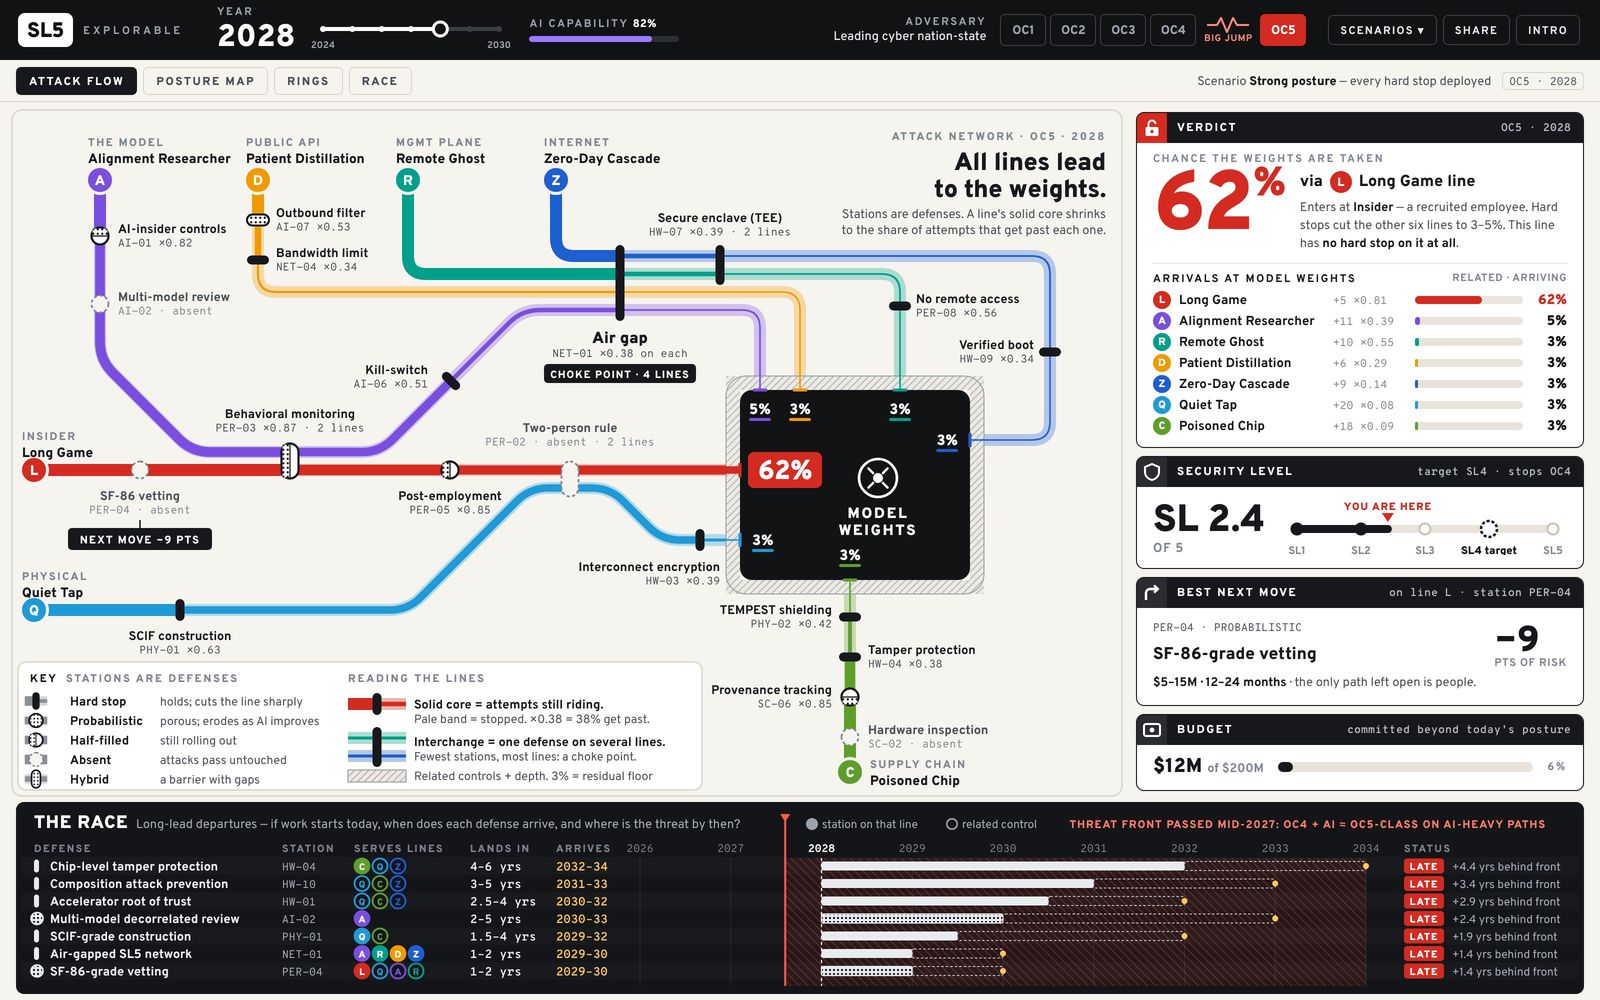 SL5 EXPLORABLE
YEAR
2028
2024 2030
AI CAPABILITY 82%
ADVERSARY
Leading cyber nation-state
OC1 OC2 OC3 OC4 BIG JUMP OC5
SCENARIOS ▾ SHARE INTRO
ATTACK FLOW POSTURE MAP RINGS RACE
Scenario Strong posture — every hard stop deployed OC5 · 2028
THE MODEL
Alignment Researcher
A
PUBLIC API
Patient Distillation
D
MGMT PLANE
Remote Ghost
R
INTERNET
Zero-Day Cascade
Z
ATTACK NETWORK · OC5 · 2028
All lines lead
to the weights.
Stations are defenses. A line's solid core shrinks
to the share of attempts that get past each one.
AI-insider controls
AI-01 ×0.82
Outbound filter
AI-07 ×0.53
Bandwidth limit
NET-04 ×0.34
Secure enclave (TEE)
HW-07 ×0.39 · 2 lines
Multi-model review
AI-02 · absent
No remote access
PER-08 ×0.56
Air gap
NET-01 ×0.38 on each
CHOKE POINT · 4 LINES
Verified boot
HW-09 ×0.34
Kill-switch
AI-06 ×0.51
Behavioral monitoring
PER-03 ×0.87 · 2 lines
Two-person rule
PER-02 · absent · 2 lines
INSIDER
Long Game
L
SF-86 vetting
PER-04 · absent
NEXT MOVE −9 PTS
Post-employment
PER-05 ×0.85
5% 3% 3%
3%
62%
MODEL
WEIGHTS
3%
3%
Interconnect encryption
HW-03 ×0.39
PHYSICAL
Quiet Tap
Q
SCIF construction
PHY-01 ×0.63
TEMPEST shielding
PHY-02 ×0.42
Tamper protection
HW-04 ×0.38
Provenance tracking
SC-06 ×0.85
Hardware inspection
SC-02 · absent
C
SUPPLY CHAIN
Poisoned Chip
KEY STATIONS ARE DEFENSES
Hard stop holds; cuts the line sharply
Probabilistic porous; erodes as AI improves
Half-filled still rolling out
Absent attacks pass untouched
Hybrid a barrier with gaps
READING THE LINES
Solid core = attempts still riding.
Pale band = stopped. ×0.38 = 38% get past.
Interchange = one defense on several lines.
Fewest stations, most lines: a choke point.
Related controls + depth. 3% = residual floor
VERDICT OC5 · 2028
CHANCE THE WEIGHTS ARE TAKEN
62%
via L Long Game line
Enters at Insider — a recruited employee. Hard
stops cut the other six lines to 3–5%. This line
has no hard stop on it at all.
ARRIVALS AT MODEL WEIGHTS RELATED · ARRIVING
L Long Game +5 ×0.81 62%
A Alignment Researcher +11 ×0.39 5%
R Remote Ghost +10 ×0.55 3%
D Patient Distillation +6 ×0.29 3%
Z Zero-Day Cascade +9 ×0.14 3%
Q Quiet Tap +20 ×0.08 3%
C Poisoned Chip +18 ×0.09 3%
SECURITY LEVEL target SL4 · stops OC4
SL 2.4
OF 5
YOU ARE HERE
SL1 SL2 SL3 SL4 target SL5
BEST NEXT MOVE on line L · station PER-04
PER-04 · PROBABILISTIC
SF-86-grade vetting
−9
PTS OF RISK
$5–15M · 12–24 months · the only path left open is people.
BUDGET committed beyond today's posture
$12M of $200M 6%
THE RACE Long-lead departures — if work starts today, when does each defense arrive, and where is the threat by then?
station on that line related control
THREAT FRONT PASSED MID-2027: OC4 + AI ≈ OC5-CLASS ON AI-HEAVY PATHS
DEFENSE STATION SERVES LINES LANDS IN ARRIVES 2026 2027 2028 2029 2030 2031 2032 2033 2034 STATUS
Chip-level tamper protection HW-04 C Q Z 4-6 yrs 2032-34 LATE +4.4 yrs behind front
Composition attack prevention HW-10 Q C Z 3-5 yrs 2031-33 LATE +3.4 yrs behind front
Accelerator root of trust HW-01 Q C Z 2.5-4 yrs 2030-32 LATE +2.9 yrs behind front
Multi-model decorrelated review AI-02 A 2-5 yrs 2030-33 LATE +2.4 yrs behind front
SCIF-grade construction PHY-01 Q C 1.5-4 yrs 2029-32 LATE +1.9 yrs behind front
Air-gapped SL5 network NET-01 A R D Z 1-2 yrs 2029-30 LATE +1.4 yrs behind front
SF-86-grade vetting PER-04 L Q A R 1-2 yrs 2029-30 LATE +1.4 yrs behind front